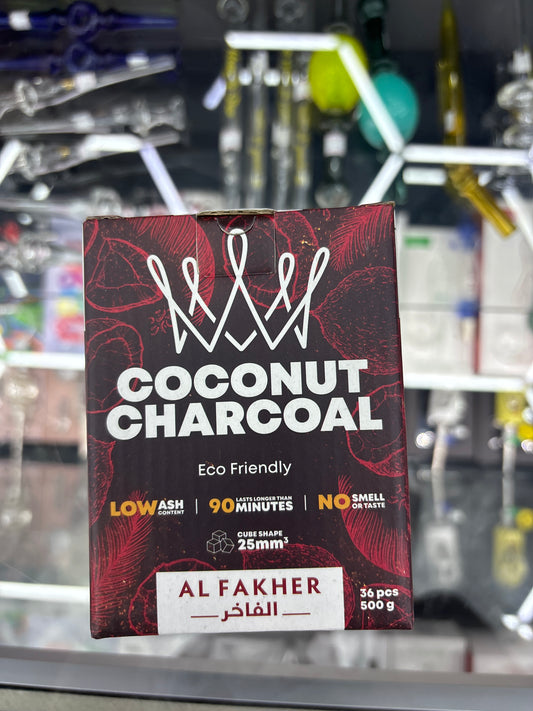 COCONUT
CHARCOAL
Eco Friendly
LOW ASH CONTENT | 90 LASTS LONGER THAN MINUTES | NO SMELL OR TASTE
CUBE SHAPE
25mm³
AL FAKHER
الفاخر
36 pcs
500 g